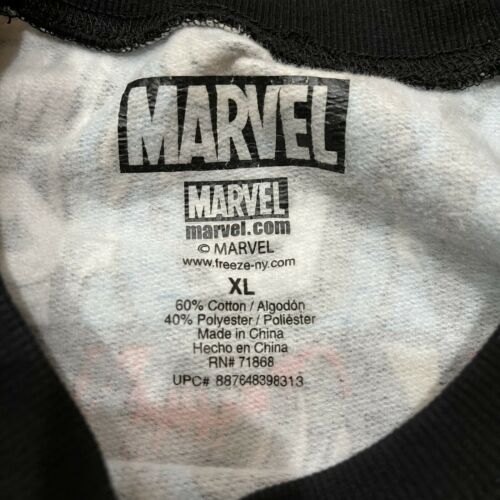 MARVEL
MARVEL
marvel.com
© MARVEL
www.freeze-ny.com
XL
60% Cotton / Algodón
40% Polyester / Poliéster
Made in China
Hecho en China
RN# 71868
UPC# 887648398313